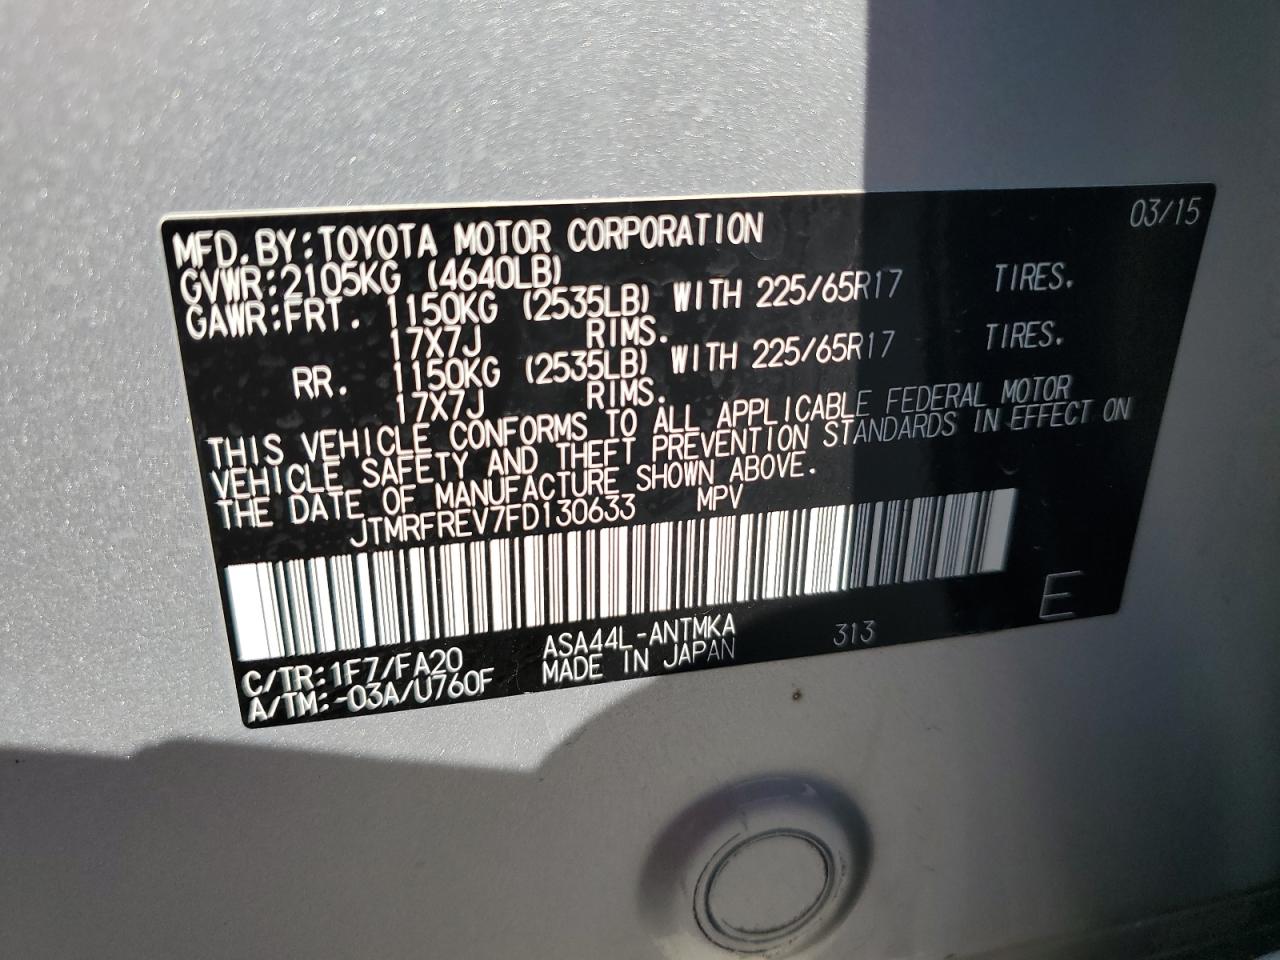 03/15
MFD.BY:TOYOTA MOTOR CORPORATION
GVWR:2105KG (4640LB)
GAWR:FRT. 1150KG (2535LB) WITH 225/65R17 TIRES.
17X7J RIMS.
RR. 1150KG (2535LB) WITH 225/65R17 TIRES.
17X7J RIMS.
THIS VEHICLE CONFORMS TO ALL APPLICABLE FEDERAL MOTOR
VEHICLE SAFETY AND THEFT PREVENTION STANDARDS IN EFFECT ON
THE DATE OF MANUFACTURE SHOWN ABOVE.
JTMRFREV7FD130633 MPV
C/TR:1F7/FA20 ASA44L-ANTMKA 313 E
A/TM:-03A/U760F MADE IN JAPAN